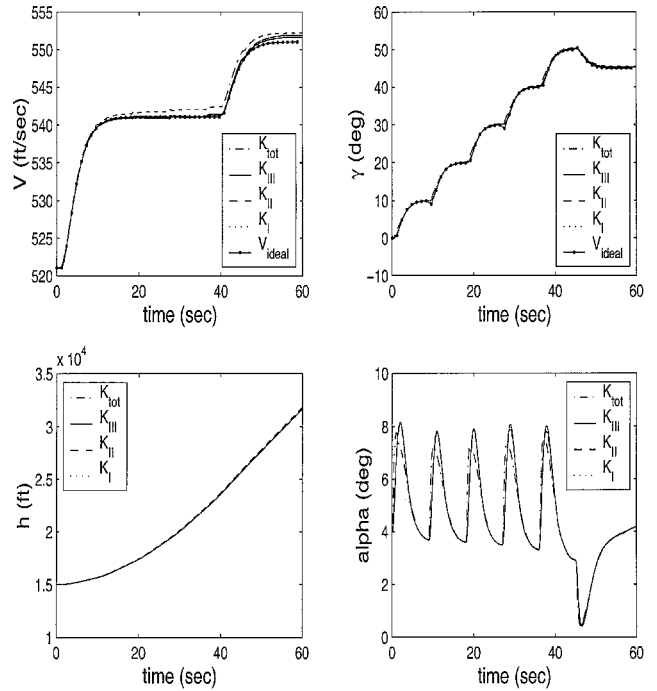 560
555
550
545
540
535
530
525
520
V (ft/sec)
0
20
40
60
time (sec)
K_tot
K_III
K_II
K_I
V_ideal
60
50
40
30
20
10
0
−10
γ (deg)
0
20
40
60
time (sec)
K_tot
K_III
K_II
K_I
V_ideal
x 10^4
3.5
3
2.5
2
1.5
1
h (ft)
0
20
40
60
time (sec)
K_tot
K_III
K_II
K_I
10
8
6
4
2
0
alpha (deg)
0
20
40
60
time (sec)
K_tot
K_III
K_II
K_I